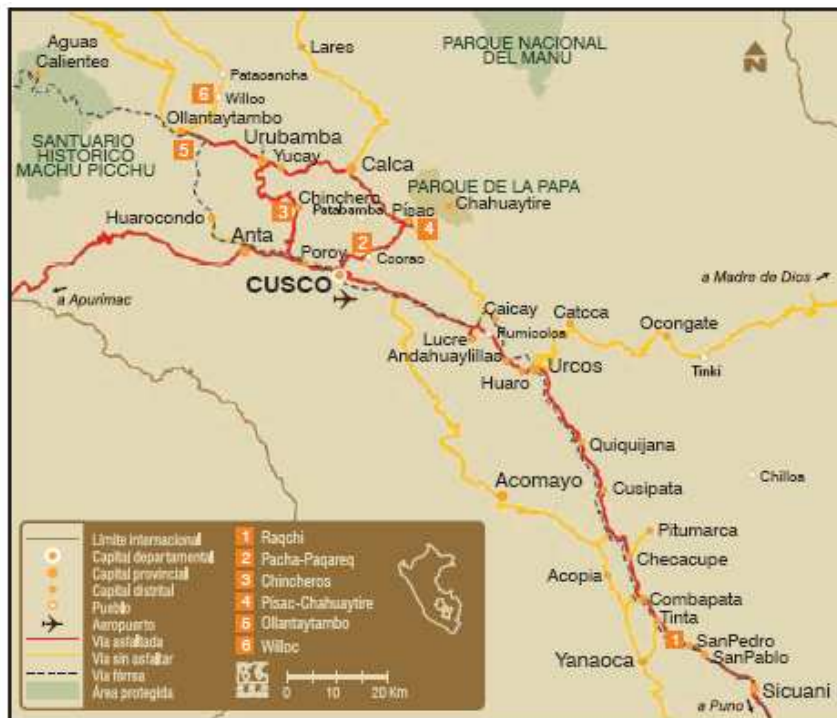 Aguas
Calientes
Lares
PARQUE NACIONAL
DEL MANU
N
Patacancha
6
Willoc
Ollantaytambo
5
SANTUARIO
HISTÓRICO
MACHU PICCHU
Urubamba
Yucay
Calca
PARQUE DE LA PAPA
Chahuaytire
Chinchero
3
Patabamba
Pisac
4
Huarocondo
Anta
Poroy
2
Ccorao
CUSCO
a Apurimac
a Madre de Dios
Caicay
Catcca
Lucre
Rumicolca
Ocongate
Andahuaylillas
Urcos
Tinki
Huaro
Quiquijana
Acomayo
Chilloa
Cusipata
Pitumarca
Checacupe
Acopia
Combapata
Tinta
1
SanPedro
SanPablo
Yanaoca
Sicuani
a Puno
Límite internacional
Capital departamental
Capital provincial
Capital distrital
Pueblo
Aeropuerto
Vía asfaltada
Vía sin asfaltar
Vía férrea
Área protegida
1 Raqchi
2 Pacha-Paqareq
3 Chincheros
4 Pisac-Chahuaytire
5 Ollantaytambo
6 Willoc
0 10 20 Km